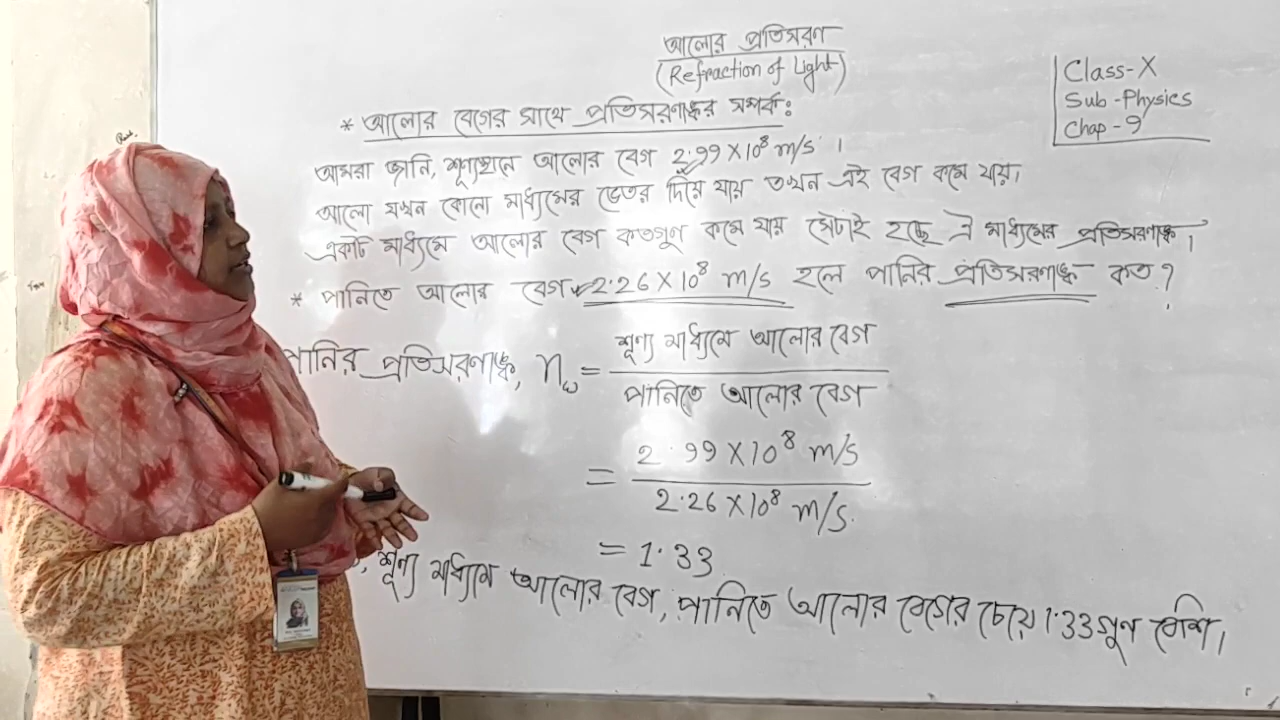 আলোর প্রতিসরণ
(Refraction of Light)
Class-X
Sub-Physics
Chap-9
* আলোর বেগের সাথে প্রতিসরণাঙ্কের সম্পর্ক:
আমরা জানি, শূণ্যস্থানে আলোর বেগ 2.99 × 10⁸ m/s ।
আলো যখন কোনো মাধ্যমের ভেতর দিয়ে যায় তখন এই বেগ কমে যায়।
একটি মাধ্যমে আলোর বেগ কতগুণ কমে যায় সেটাই হচ্ছে ঐ মাধ্যমের প্রতিসরণাঙ্ক।
* পানিতে আলোর বেগ 2.26 × 10⁸ m/s হলে পানির প্রতিসরণাঙ্ক কত?
পানির প্রতিসরণাঙ্ক, n_w = শূণ্য মাধ্যমে আলোর বেগ
পানিতে আলোর বেগ
= 2.99 × 10⁸ m/s
2.26 × 10⁸ m/s.
= 1.33
, শূণ্য মাধ্যমে আলোর বেগ, পানিতে আলোর বেগের চেয়ে 1.33 গুণ বেশি।